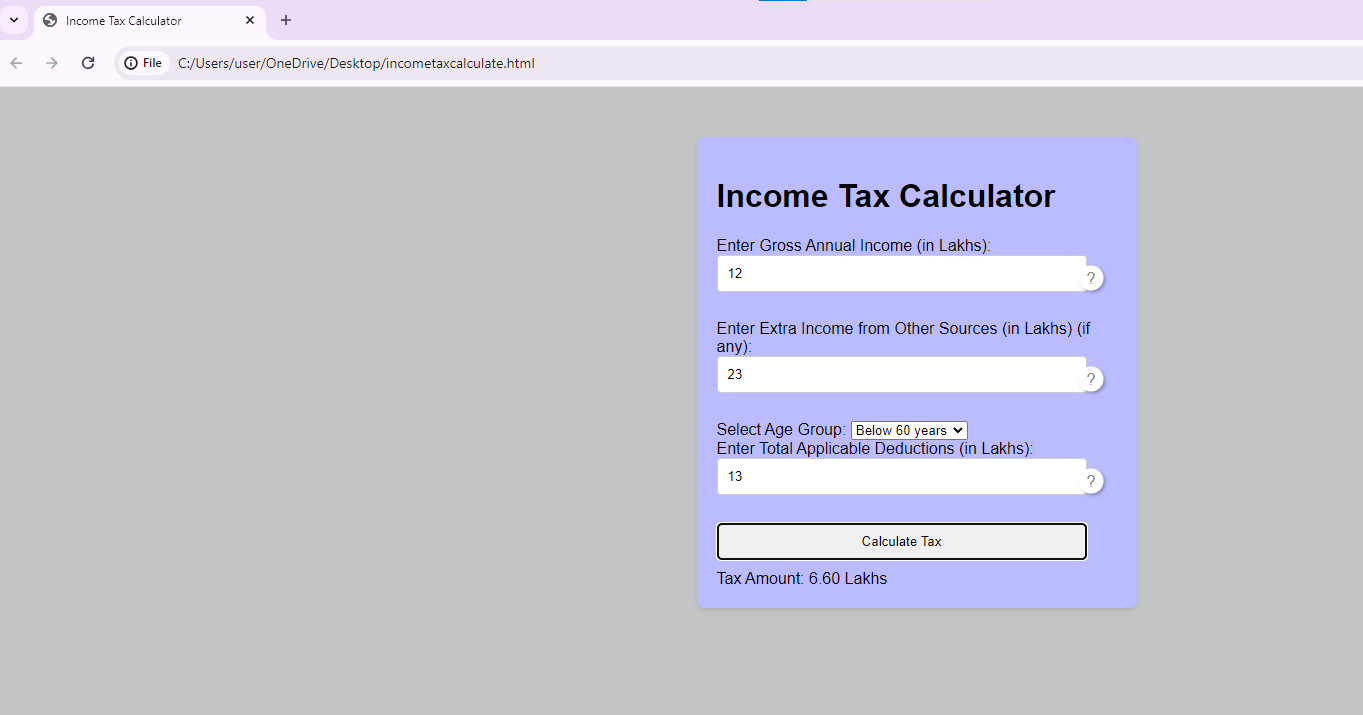 Income Tax Calculator
File C:/Users/user/OneDrive/Desktop/incometaxcalculate.html
Income Tax Calculator
Enter Gross Annual Income (in Lakhs):
12 ?
Enter Extra Income from Other Sources (in Lakhs) (if
any):
23 ?
Select Age Group: Below 60 years
Enter Total Applicable Deductions (in Lakhs):
13 ?
Calculate Tax
Tax Amount: 6.60 Lakhs